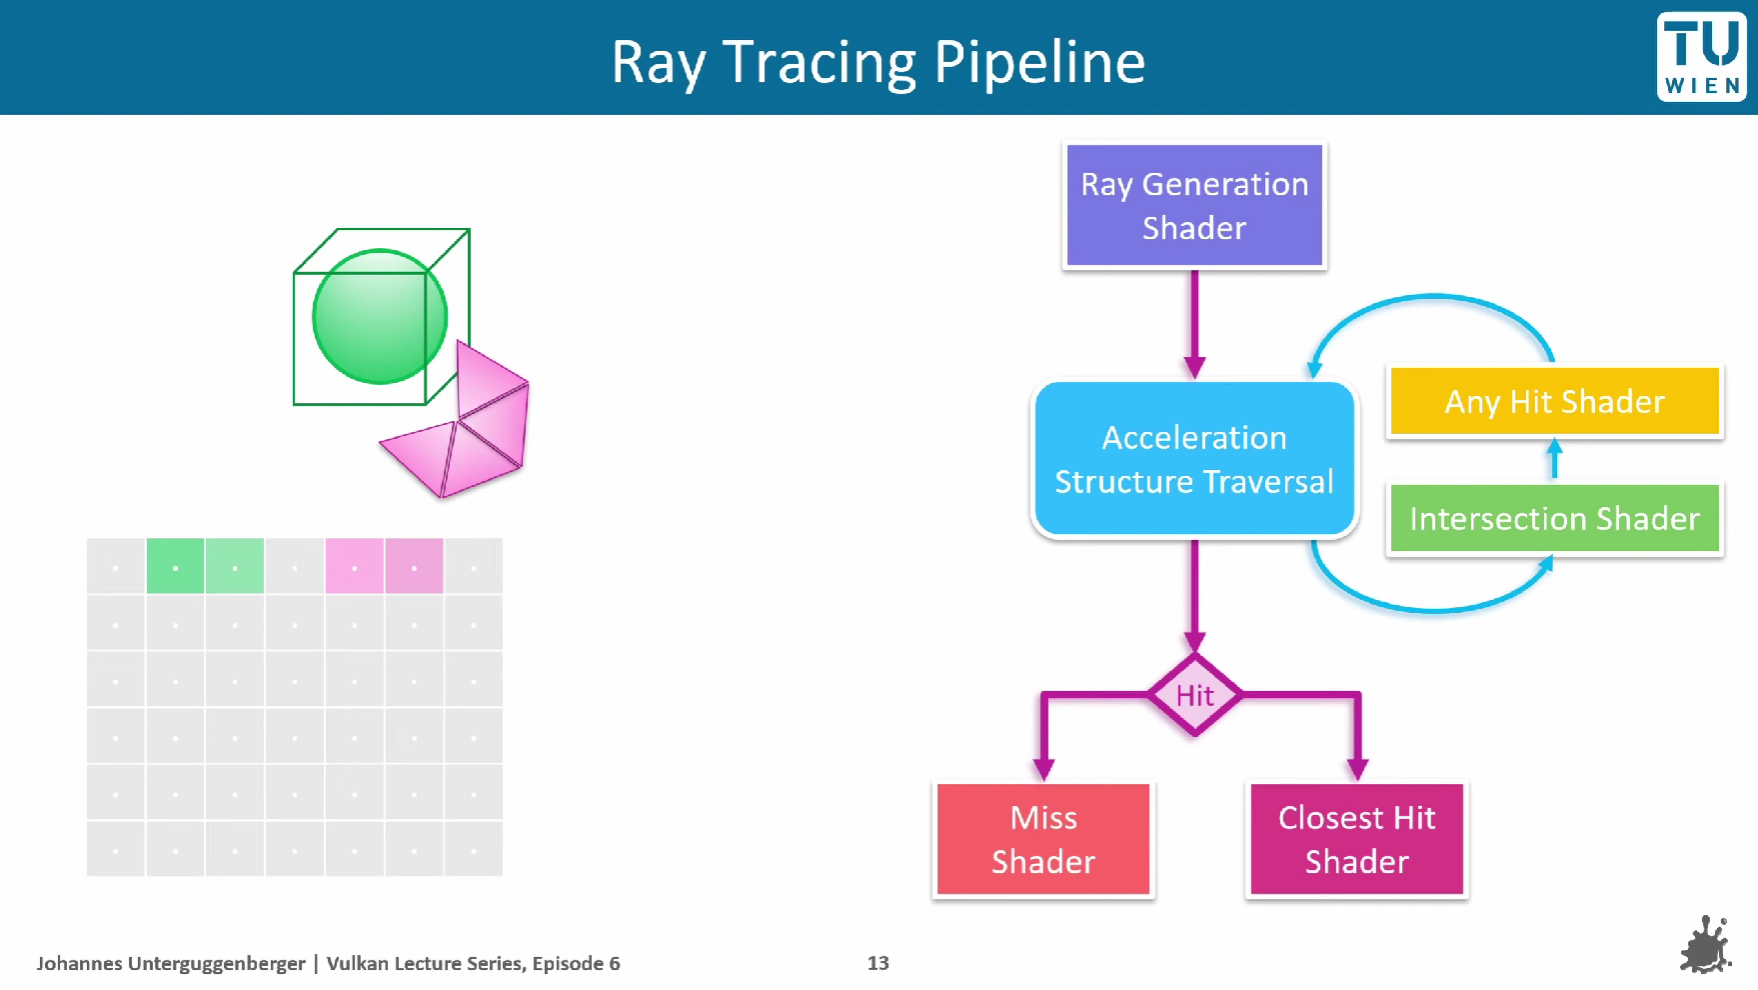 Ray Tracing Pipeline
TU
WIEN
Ray Generation
Shader
Acceleration
Structure Traversal
Any Hit Shader
Intersection Shader
Hit
Miss
Shader
Closest Hit
Shader
Johannes Unterguggenberger | Vulkan Lecture Series, Episode 6
13